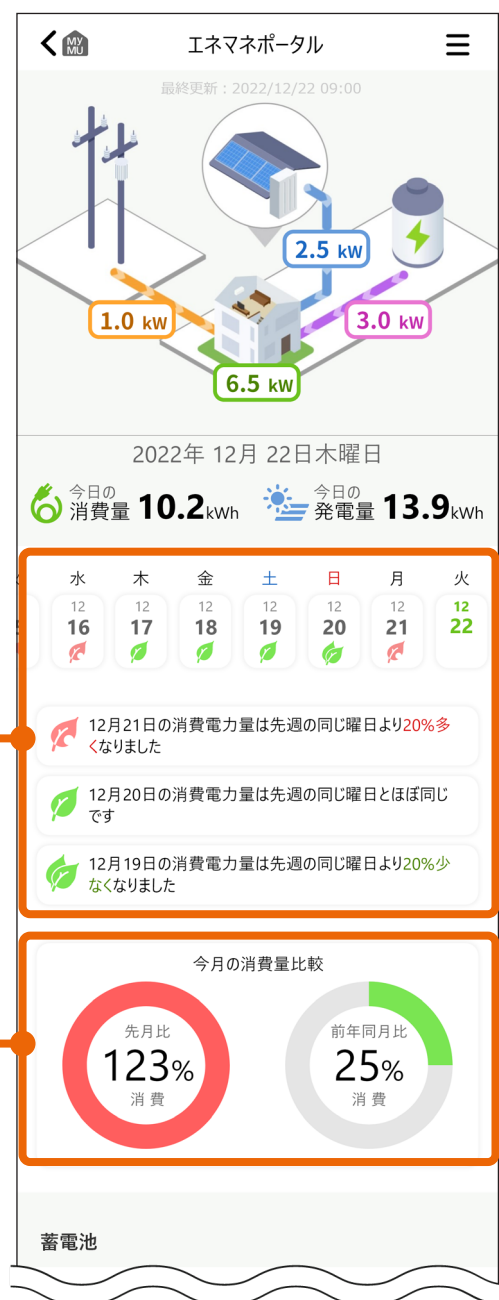 MY
MU
エネマネポータル
最終更新：2022/12/22 09:00
2.5 kW
1.0 kW
3.0 kW
6.5 kW
2022年 12月 22日木曜日
今日の
消費量 10.2kWh
今日の
発電量 13.9kWh
水 木 金 土 日 月 火
12 12 12 12 12 12 12
16 17 18 19 20 21 22
12月21日の消費電力量は先週の同じ曜日より20%多
くなりました
12月20日の消費電力量は先週の同じ曜日とほぼ同じ
です
12月19日の消費電力量は先週の同じ曜日より20%少
なくなりました
今月の消費量比較
先月比
123%
消 費
前年同月比
25%
消 費
蓄電池